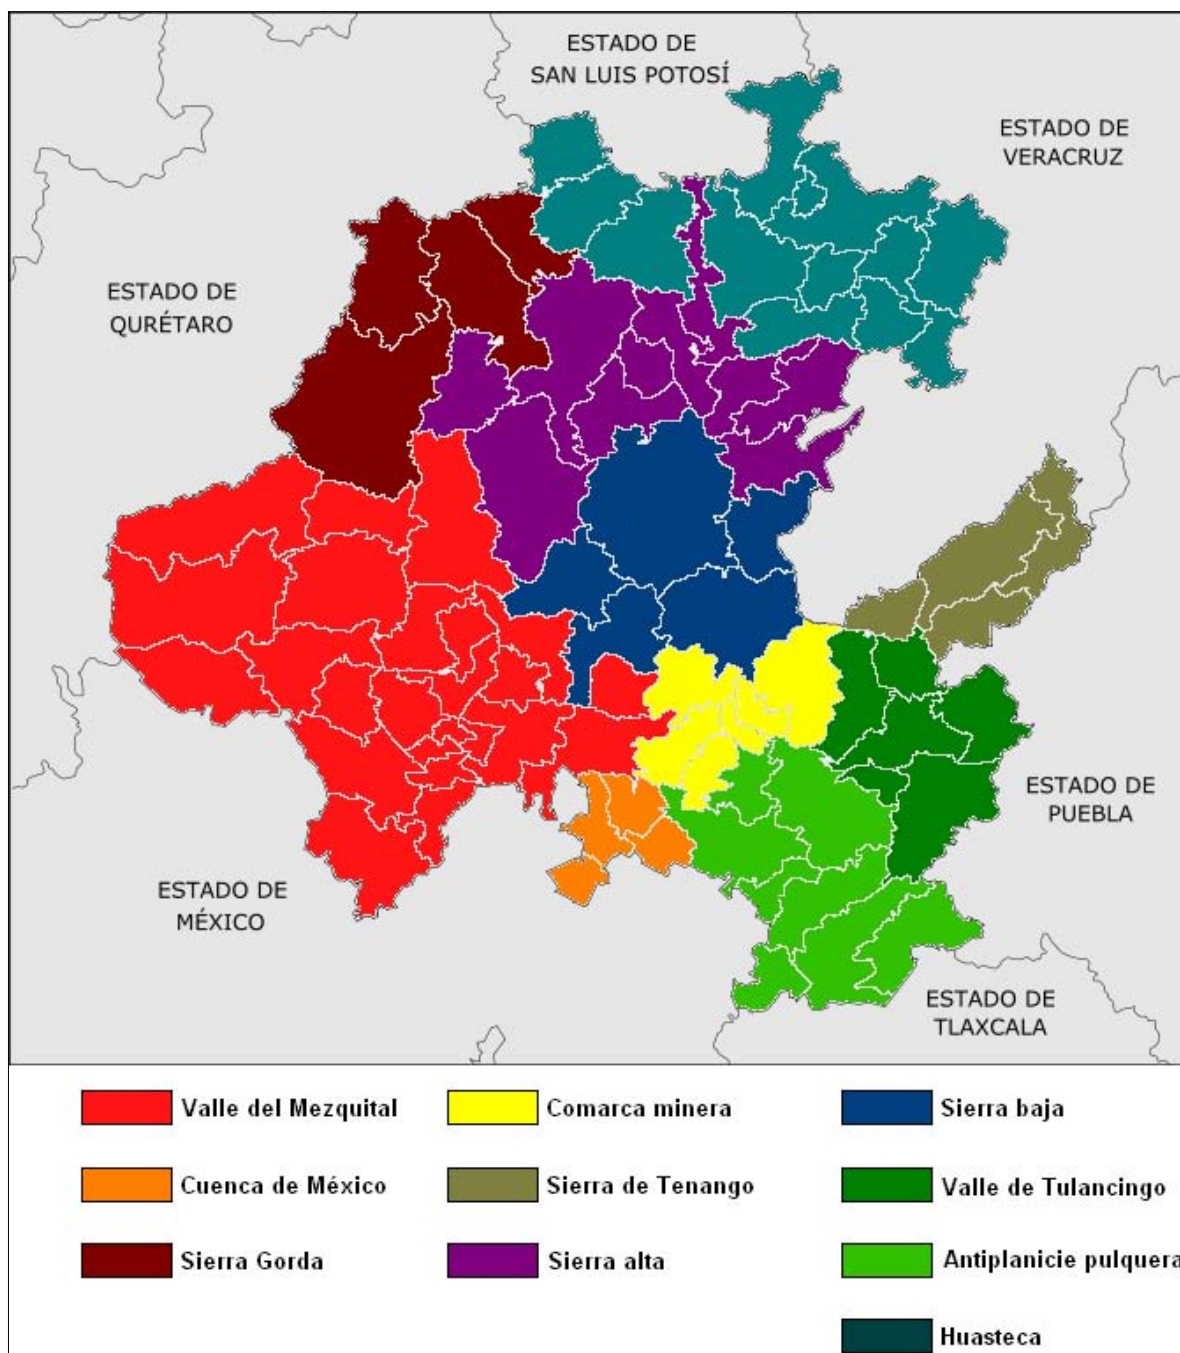 ESTADO DE
SAN LUIS POTOSÍ
ESTADO DE
VERACRUZ
ESTADO DE
QURÉTARO
ESTADO DE
PUEBLA
ESTADO DE
MÉXICO
ESTADO DE
TLAXCALA
Valle del Mezquital
Comarca minera
Sierra baja
Cuenca de México
Sierra de Tenango
Valle de Tulancingo
Sierra Gorda
Sierra alta
Antiplanicie pulquera
Huasteca